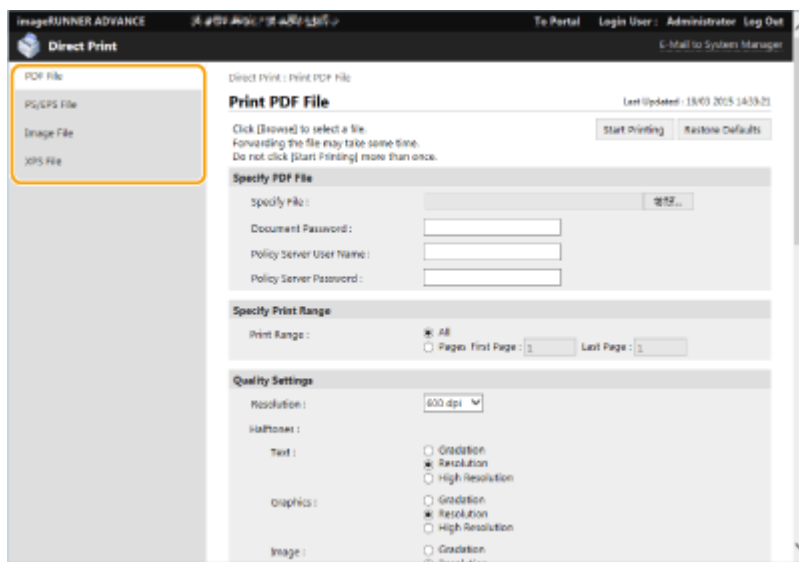 imageRUNNER ADVANCE
To Portal Login User : Administrator Log Out
Direct Print
E-Mail to System Manager
PDF File
PS/EPS File
Image File
XPS File
Direct Print : Print PDF File
Print PDF File
Last Updated : 19/03 2015 14:33:21
Click [Browse] to select a file.
Forwarding the file may take some time.
Do not click [Start Printing] more than once.
Start Printing Restore Defaults
Specify PDF File
Specify File :
Document Password :
Policy Server User Name :
Policy Server Password :
Specify Print Range
Print Range :
All
Pages First Page : 1 Last Page : 1
Quality Settings
Resolution : 600 dpi
Halftones :
Text :
Gradation
Resolution
High Resolution
Graphics :
Gradation
Resolution
High Resolution
Image :
Gradation